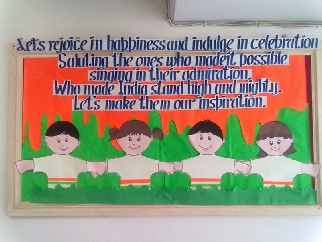 Let's rejoice in happiness and indulge in celebration
Saluting the ones who made it possible
singing in their admiration.
Who made India stand high and mighty.
Let's make them our inspiration.